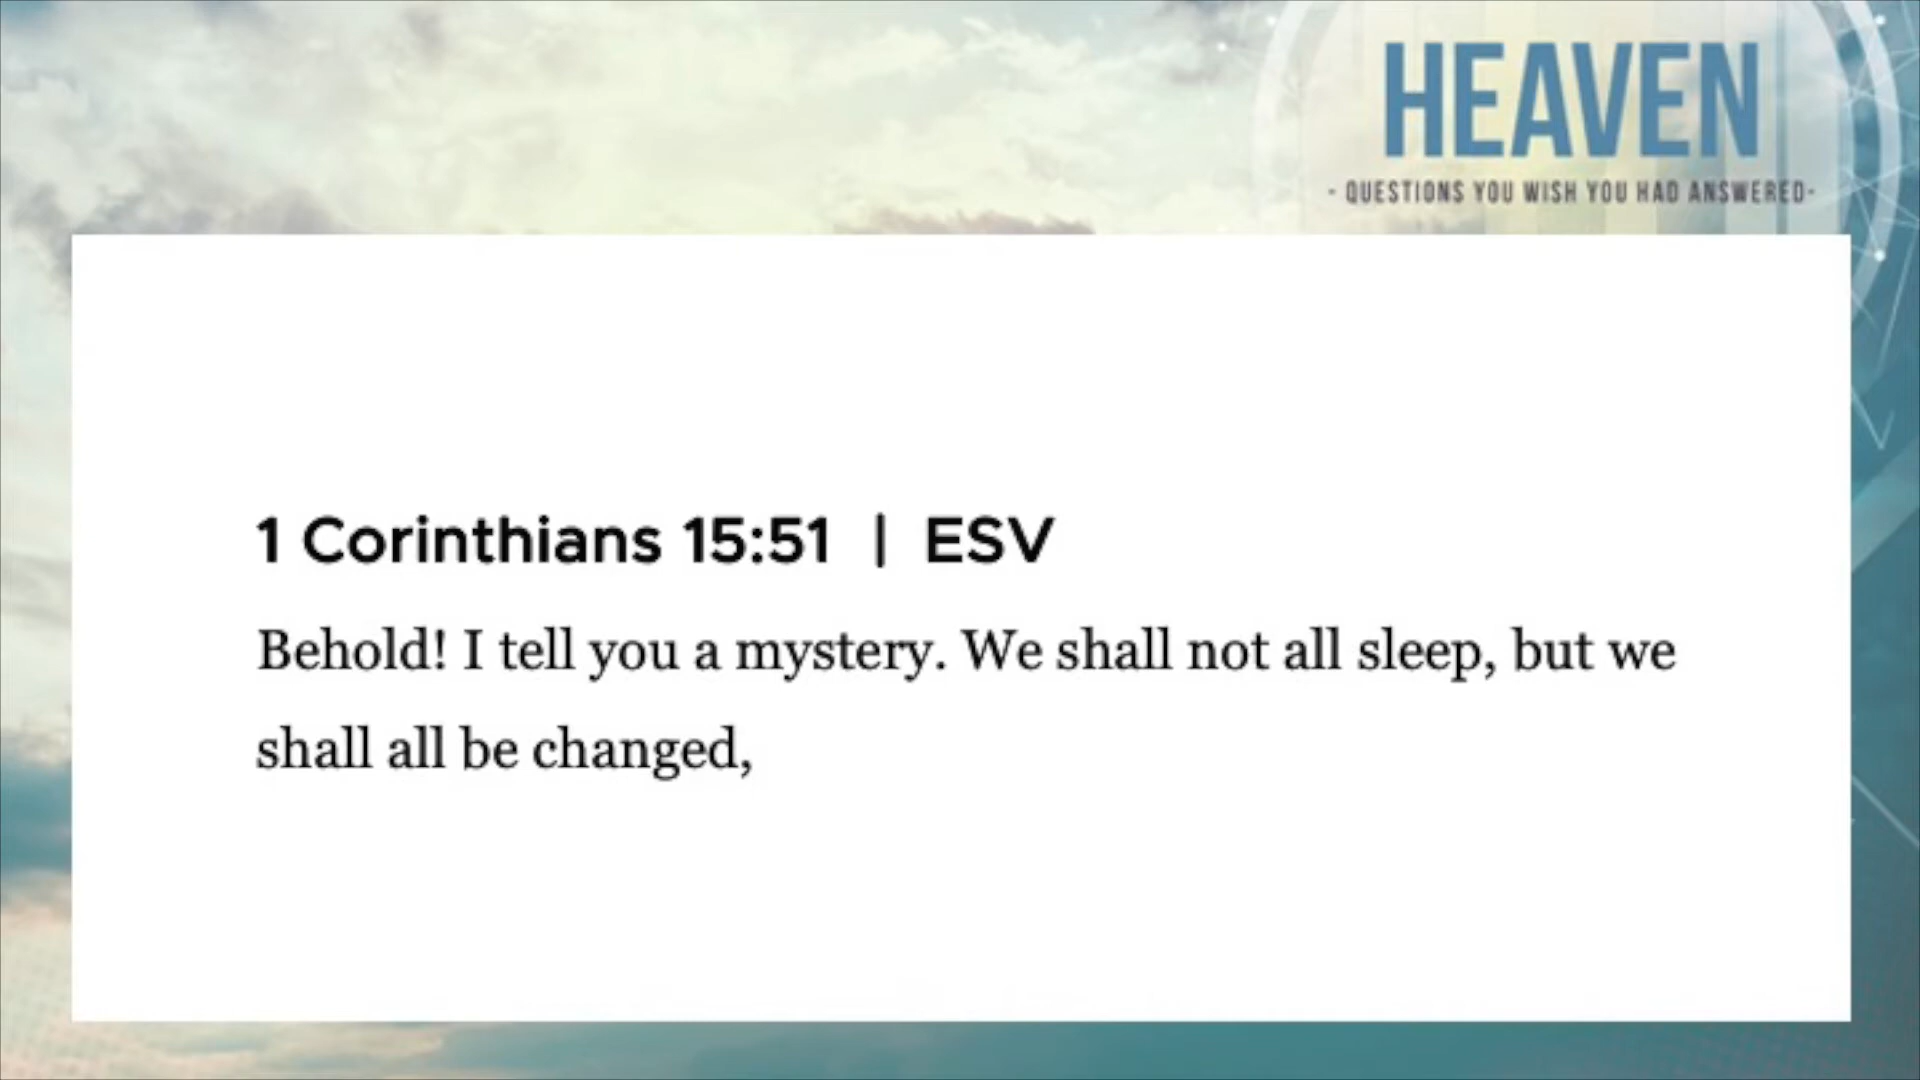 HEAVEN
- QUESTIONS YOU WISH YOU HAD ANSWERED-
1 Corinthians 15:51 | ESV
Behold! I tell you a mystery. We shall not all sleep, but we
shall all be changed,